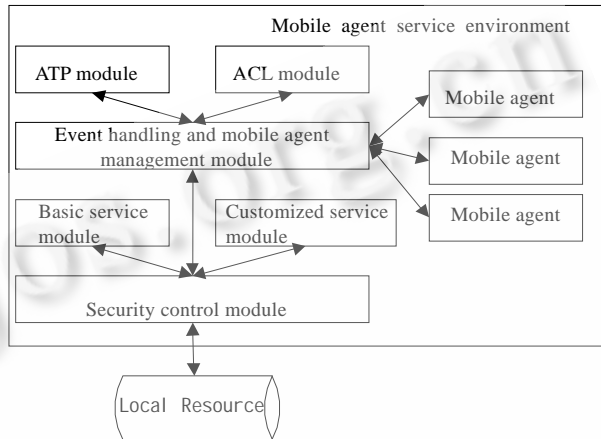 Mobile agent service environment
ATP module
ACL module
Mobile agent
Event handling and mobile agent
management module
Mobile agent
Mobile agent
Basic service
module
Customized service
module
Security control module
Local Resource